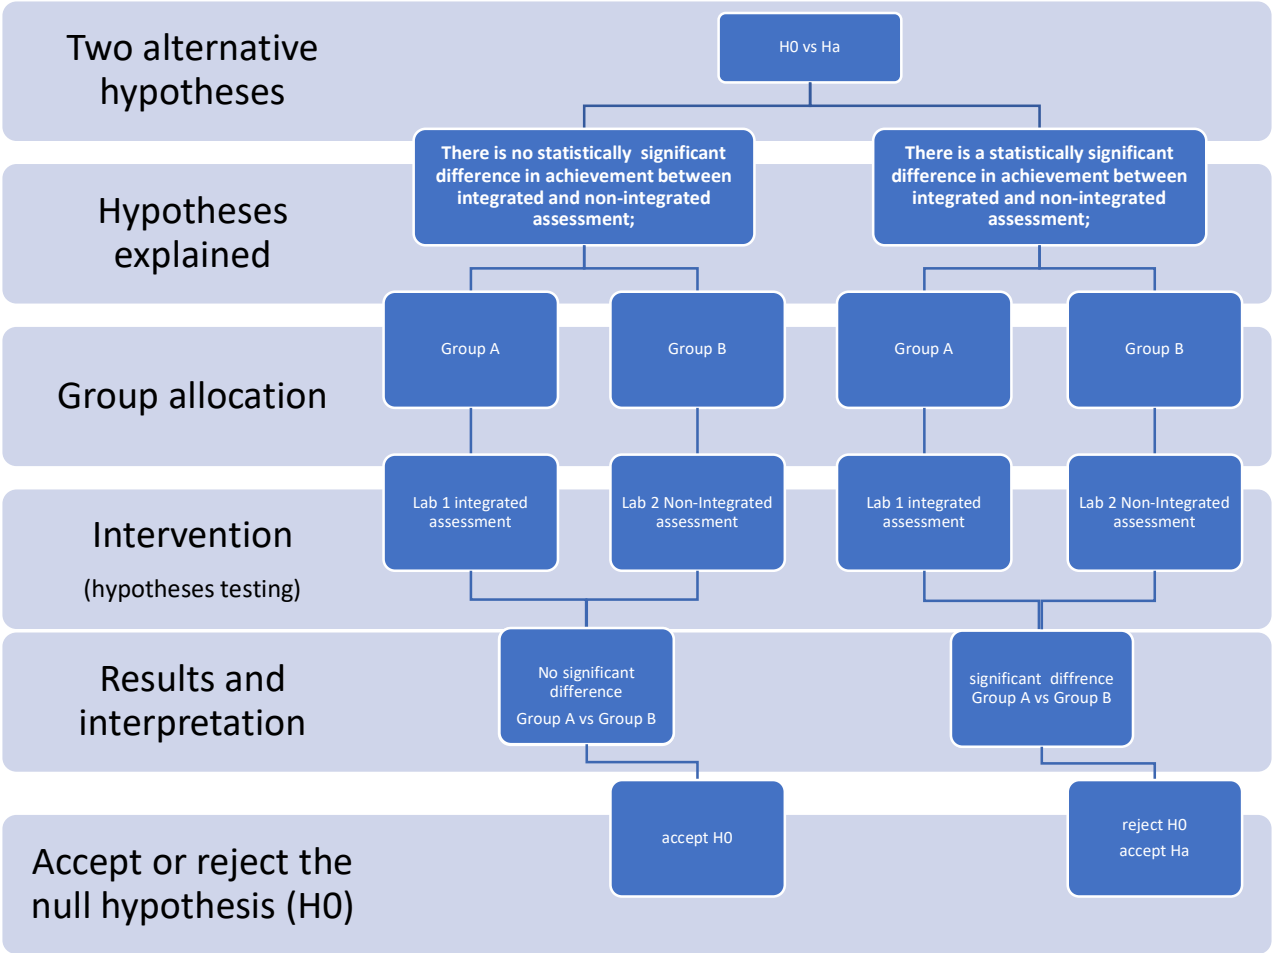 Two alternative
hypotheses
H0 vs Ha
Hypotheses
explained
There is no statistically significant
difference in achievement between
integrated and non-integrated
assessment;
There is a statistically significant
difference in achievement between
integrated and non-integrated
assessment;
Group allocation
Group A
Group B
Group A
Group B
Intervention
(hypotheses testing)
Lab 1 integrated
assessment
Lab 2 Non-Integrated
assessment
Lab 1 integrated
assessment
Lab 2 Non-Integrated
assessment
Results and
interpretation
No significant
difference
Group A vs Group B
significant diffrence
Group A vs Group B
Accept or reject the
null hypothesis (H0)
accept H0
reject H0
accept Ha